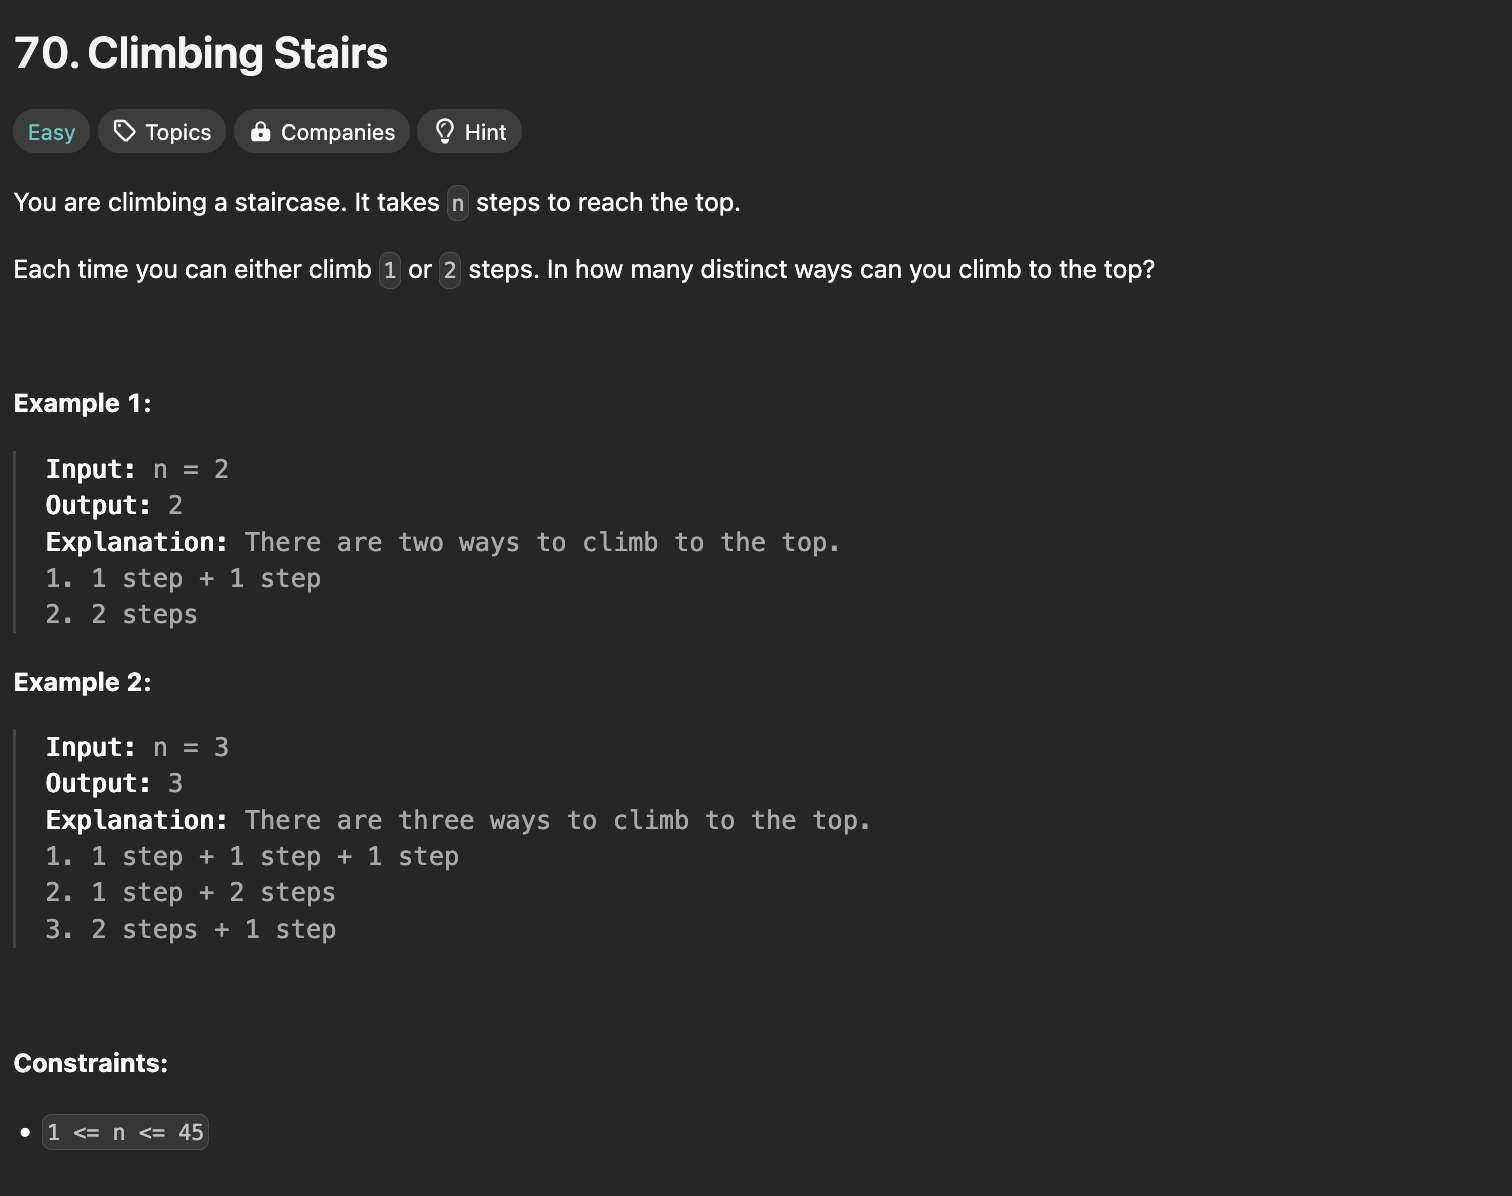 70. Climbing Stairs
Easy Topics Companies Hint
You are climbing a staircase. It takes n steps to reach the top.
Each time you can either climb 1 or 2 steps. In how many distinct ways can you climb to the top?
Example 1:
Input: n = 2
Output: 2
Explanation: There are two ways to climb to the top.
1. 1 step + 1 step
2. 2 steps
Example 2:
Input: n = 3
Output: 3
Explanation: There are three ways to climb to the top.
1. 1 step + 1 step + 1 step
2. 1 step + 2 steps
3. 2 steps + 1 step
Constraints:
• 1 <= n <= 45